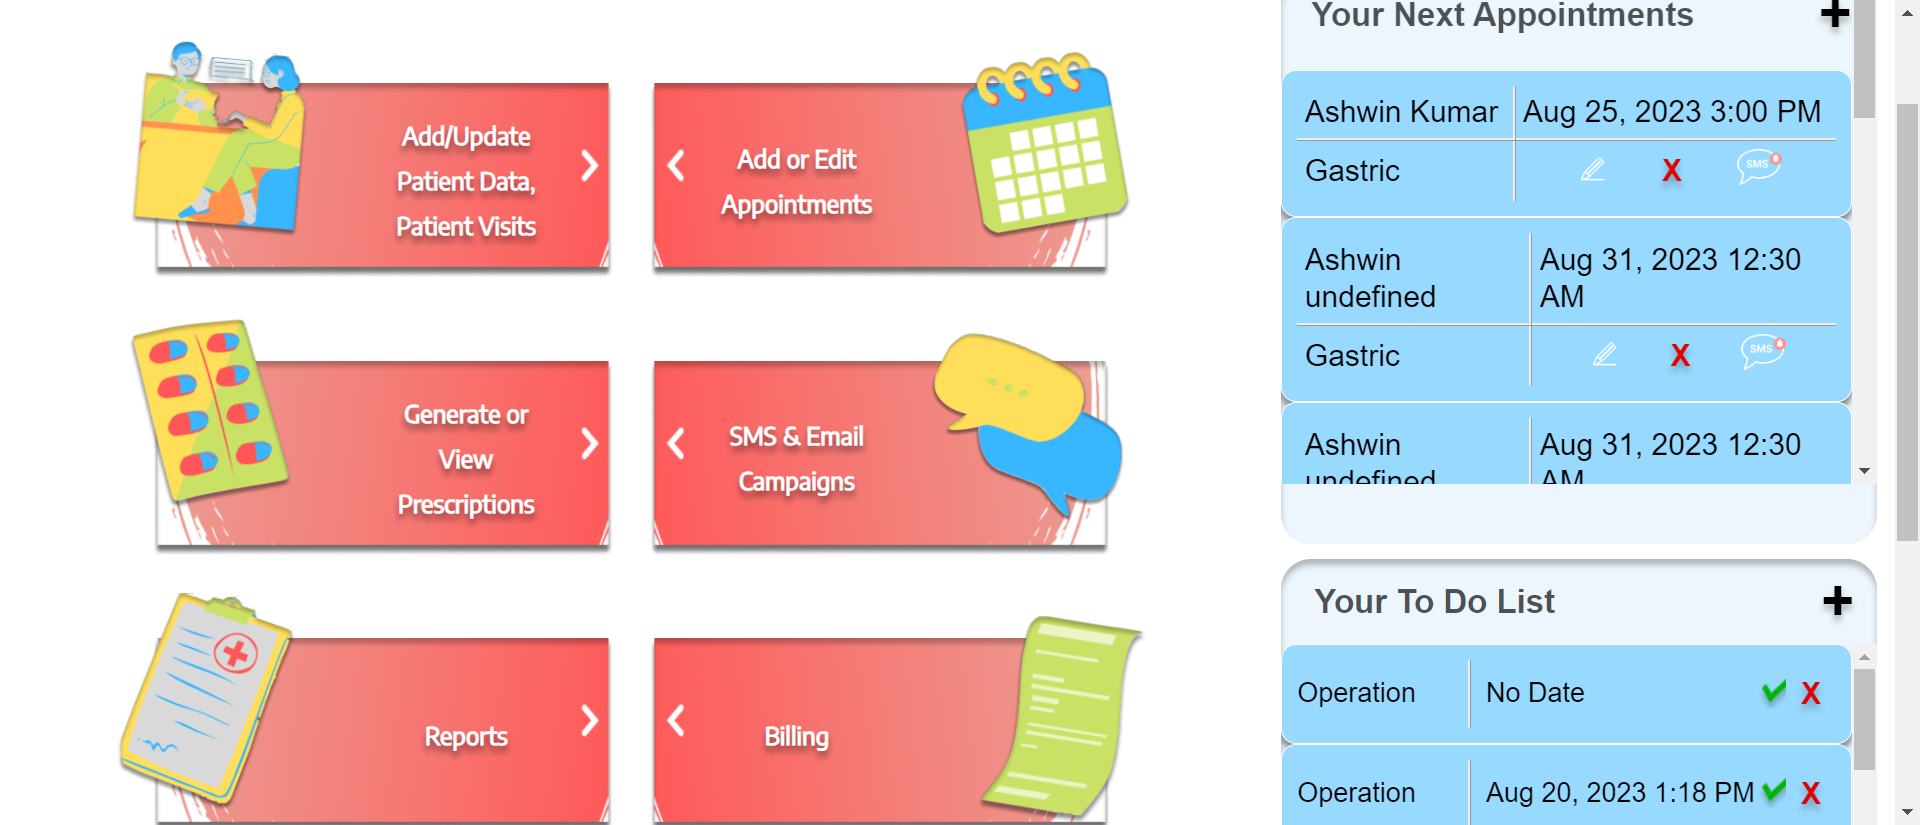 Your Next Appointments
Ashwin Kumar
Aug 25, 2023 3:00 PM
Gastric
X
SMS
Ashwin
undefined
Aug 31, 2023 12:30
AM
Gastric
X
SMS
Ashwin
undefined
Aug 31, 2023 12:30
AM
Add/Update
Patient Data,
Patient Visits
Add or Edit
Appointments
Generate or
View
Prescriptions
SMS & Email
Campaigns
Reports
Billing
Your To Do List
Operation
No Date
X
Operation
Aug 20, 2023 1:18 PM
X